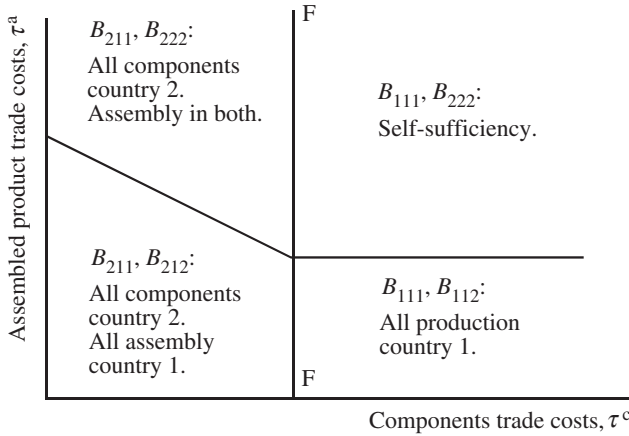 Assembled product trade costs, τᵃ
F
B₂₁₁, B₂₂₂:
All components
country 2.
Assembly in both.
B₁₁₁, B₂₂₂:
Self-sufficiency.
B₂₁₁, B₂₁₂:
All components
country 2.
All assembly
country 1.
B₁₁₁, B₁₁₂:
All production
country 1.
F
Components trade costs, τᶜ